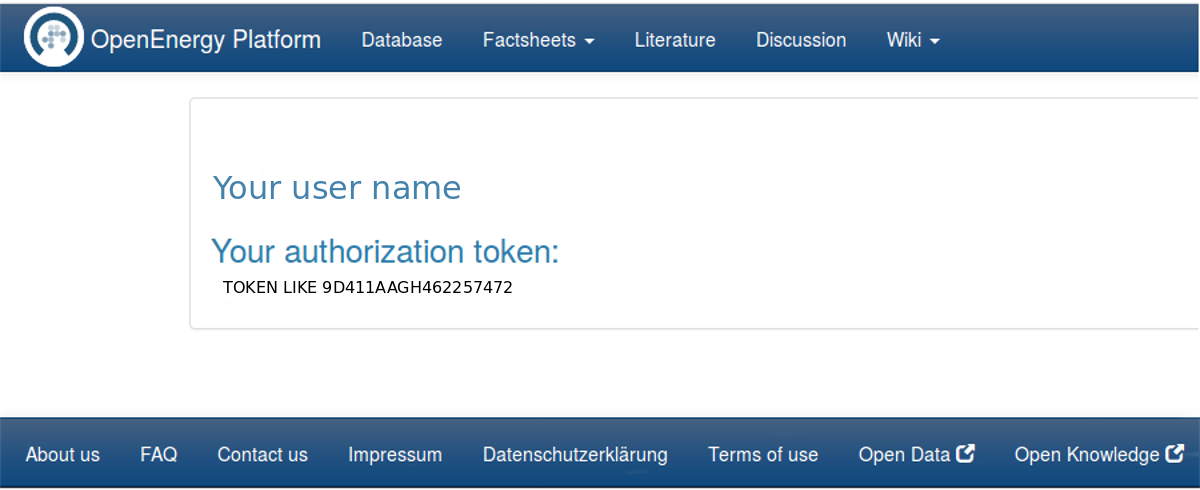 OpenEnergy Platform Database Factsheets Literature Discussion Wiki
Your user name
Your authorization token:
TOKEN LIKE 9D411AAGH462257472
About us FAQ Contact us Impressum Datenschutzerklärung Terms of use Open Data Open Knowledge